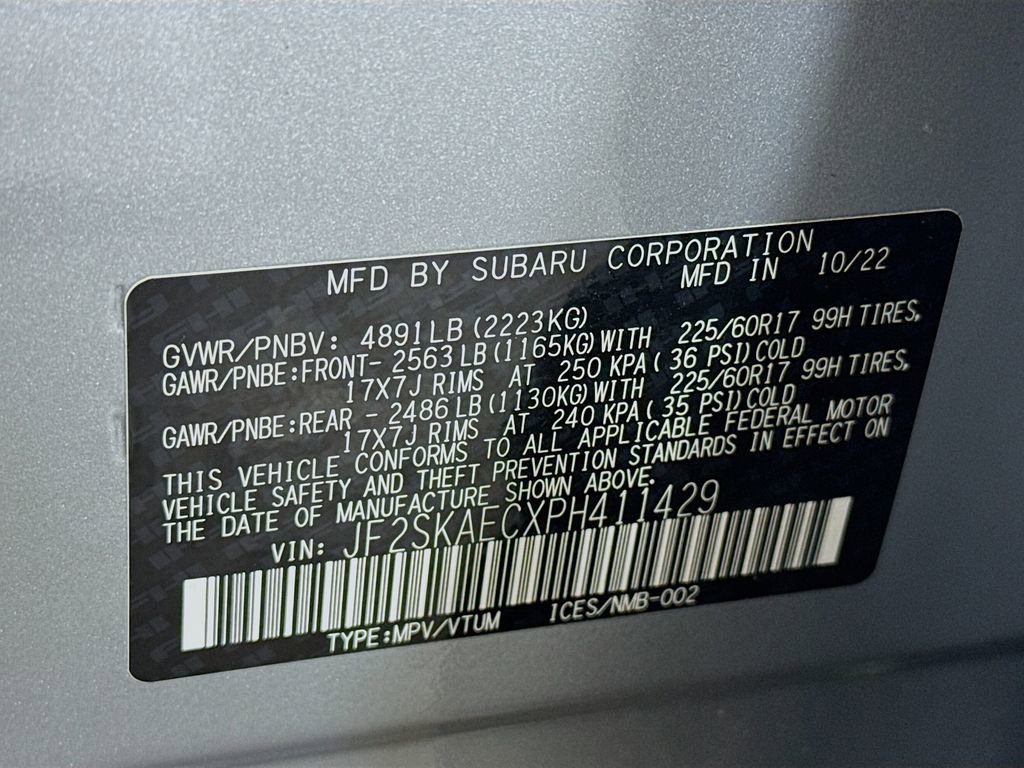 MFD BY SUBARU CORPORATION
MFD IN 10/22
GVWR/PNBV: 4891LB (2223KG)
GAWR/PNBE:FRONT- 2563LB (1165KG) WITH 225/60R17 99H TIRES,
17X7J RIMS AT 250 KPA ( 36 PSI) COLD
GAWR/PNBE:REAR - 2486LB (1130KG) WITH 225/60R17 99H TIRES,
17X7J RIMS AT 240 KPA ( 35 PSI) COLD
THIS VEHICLE CONFORMS TO ALL APPLICABLE FEDERAL MOTOR
VEHICLE SAFETY AND THEFT PREVENTION STANDARDS IN EFFECT ON
THE DATE OF MANUFACTURE SHOWN ABOVE.
VIN: JF2SKAECXPH411429
TYPE:MPV/VTUM ICES/NMB-002